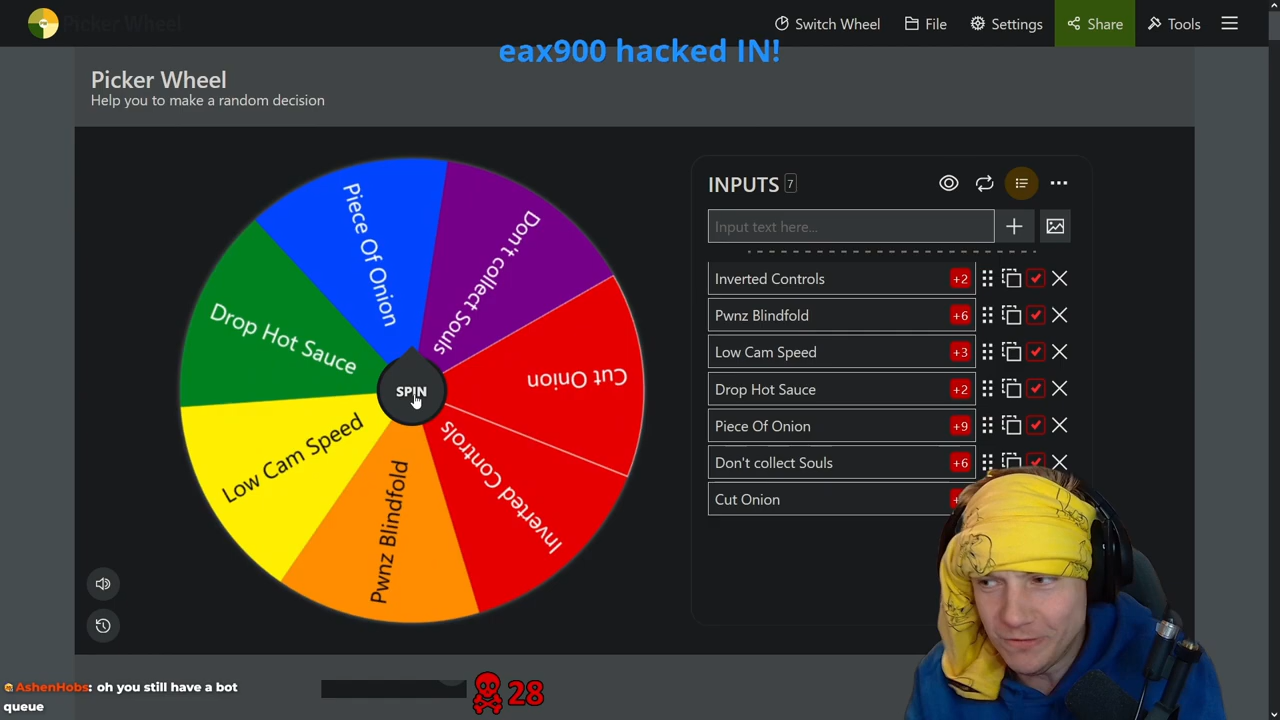 Picker Wheel
Switch Wheel
File
Settings
Share
Tools
eax900 hacked IN!
Picker Wheel
Help you to make a random decision
Piece Of Onion
Don't collect Souls
Cut Onion
Inverted Controls
Pwnz Blindfold
Low Cam Speed
Drop Hot Sauce
SPIN
INPUTS 7
Input text here...
Inverted Controls +2
Pwnz Blindfold +6
Low Cam Speed +3
Drop Hot Sauce +2
Piece Of Onion +9
Don't collect Souls +6
Cut Onion
AshenHobs: oh you still have a bot
queue
28